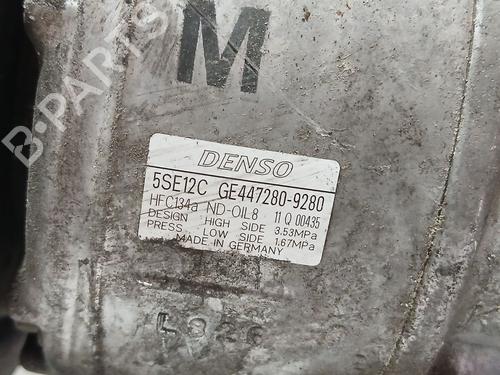 M
B-PARTS
DENSO
5SE12C GE447280-9280
HFC134a ND-OIL8 11 Q 00435
DESIGN HIGH SIDE 3.53MPa
PRESS. LOW SIDE 1.67MPa
MADE IN GERMANY